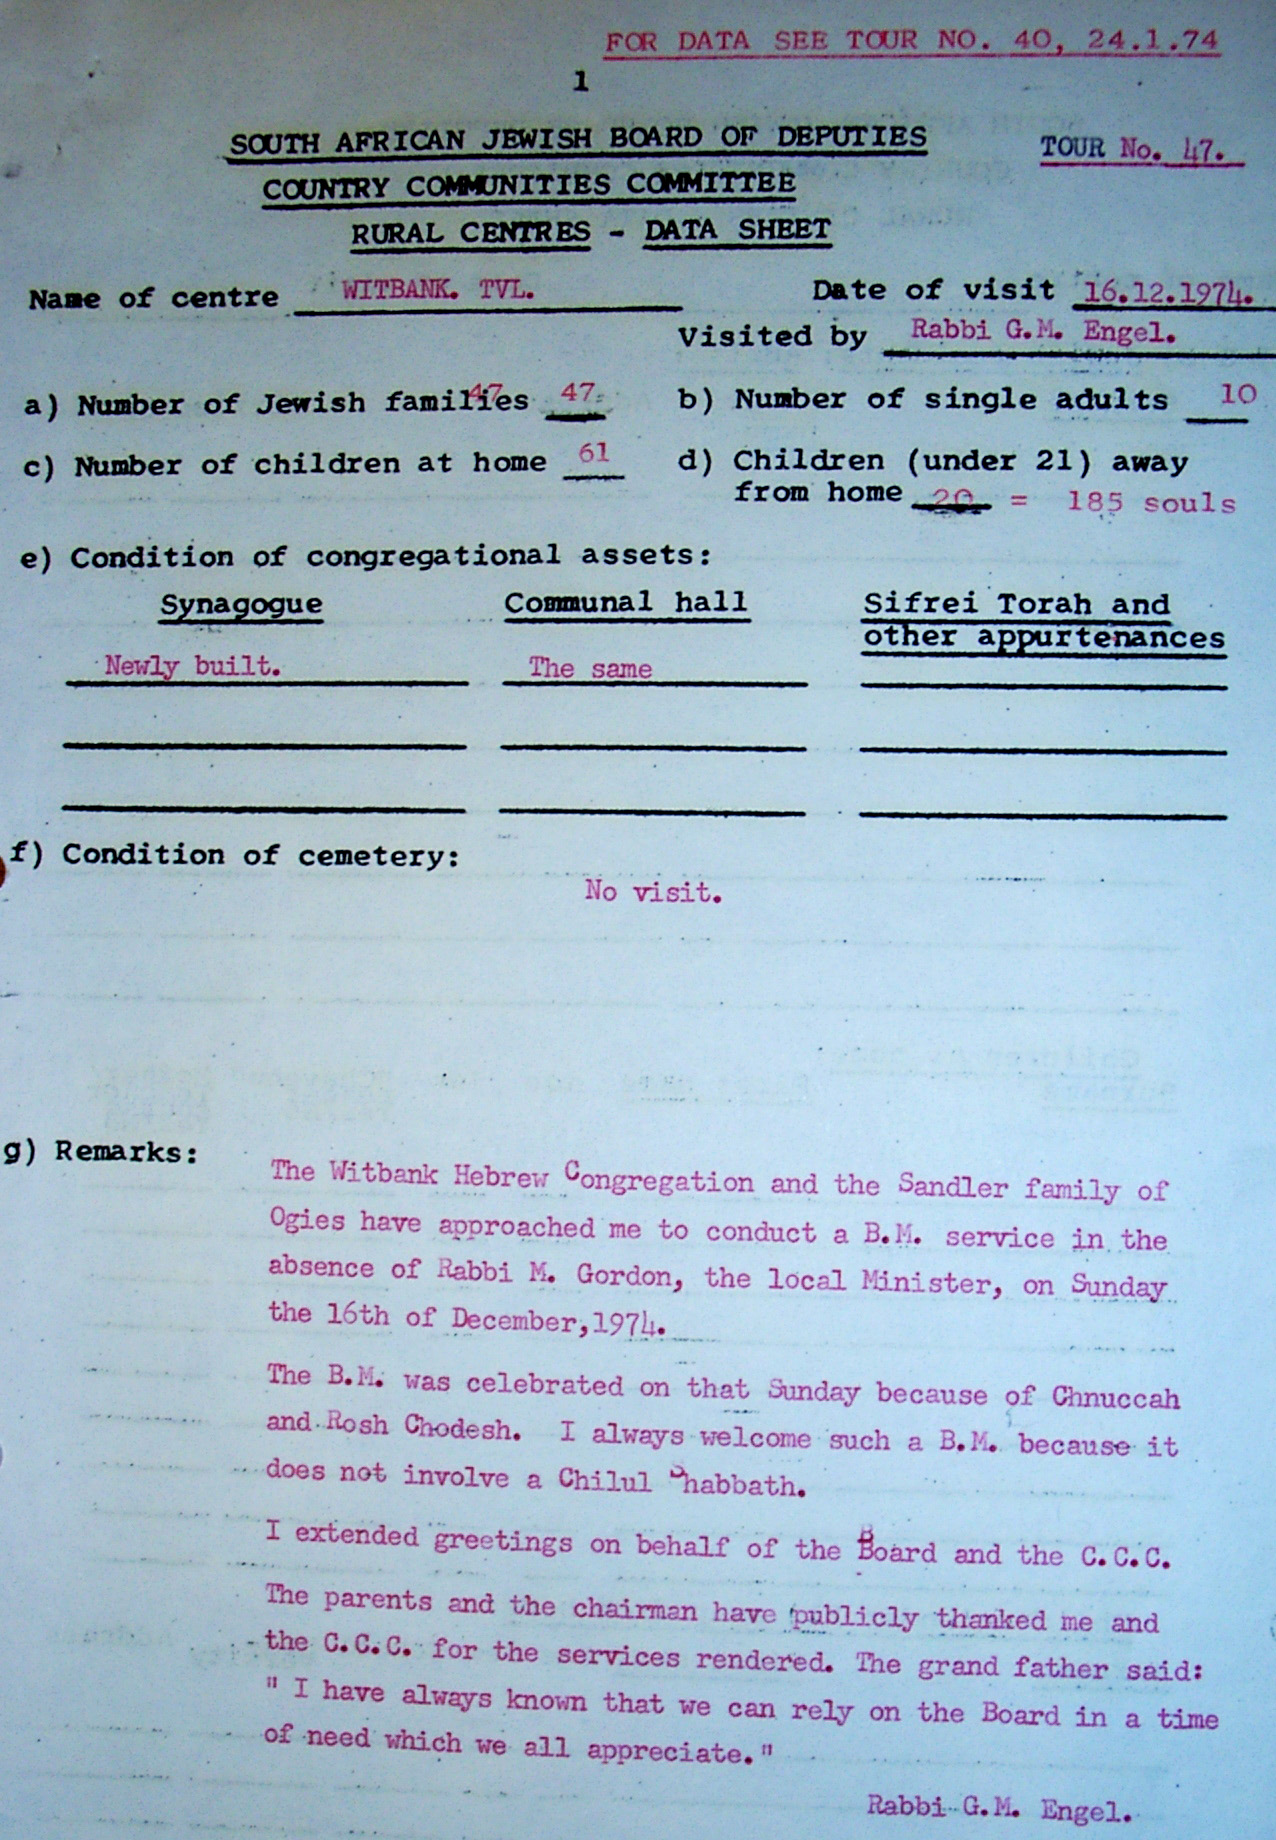 FOR DATA SEE TOUR NO. 40, 24.1.74
1
SOUTH AFRICAN JEWISH BOARD OF DEPUTIES
TOUR No. 47.
COUNTRY COMMUNITIES COMMITTEE
RURAL CENTRES - DATA SHEET
Name of centre WITBANK. TVL.
Date of visit 16.12.1974.
Visited by Rabbi G.M. Engel.
a) Number of Jewish families 47 47
b) Number of single adults 10
c) Number of children at home 61
d) Children (under 21) away
from home 20 = 185 souls
e) Condition of congregational assets:
Synagogue Communal hall Sifrei Torah and
other appurtenances
Newly built. The same
f) Condition of cemetery:
No visit.
g) Remarks:
The Witbank Hebrew Congregation and the Sandler family of
Ogies have approached me to conduct a B.M. service in the
absence of Rabbi M. Gordon, the local Minister, on Sunday
the 16th of December,1974.
The B.M. was celebrated on that Sunday because of Chnuccah
and Rosh Chodesh. I always welcome such a B.M. because it
does not involve a Chilul Shabbath.
I extended greetings on behalf of the Board and the C.C.C.
The parents and the chairman have publicly thanked me and
the C.C.C. for the services rendered. The grand father said:
" I have always known that we can rely on the Board in a time
of need which we all appreciate."
Rabbi G.M. Engel.